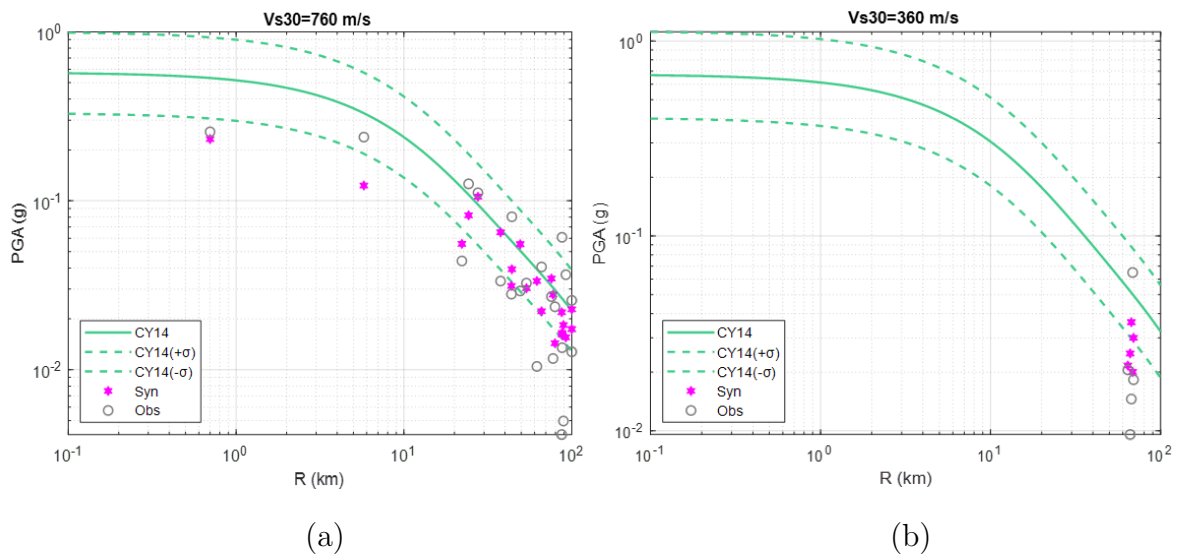 Vs30=760 m/s
10^0
10^-1
10^-2
PGA (g)
CY14
CY14(+σ)
CY14(-σ)
Syn
Obs
10^-1
10^0
10^1
10^2
R (km)
(a)
Vs30=360 m/s
10^0
10^-1
10^-2
PGA (g)
CY14
CY14(+σ)
CY14(-σ)
Syn
Obs
10^-1
10^0
10^1
10^2
R (km)
(b)